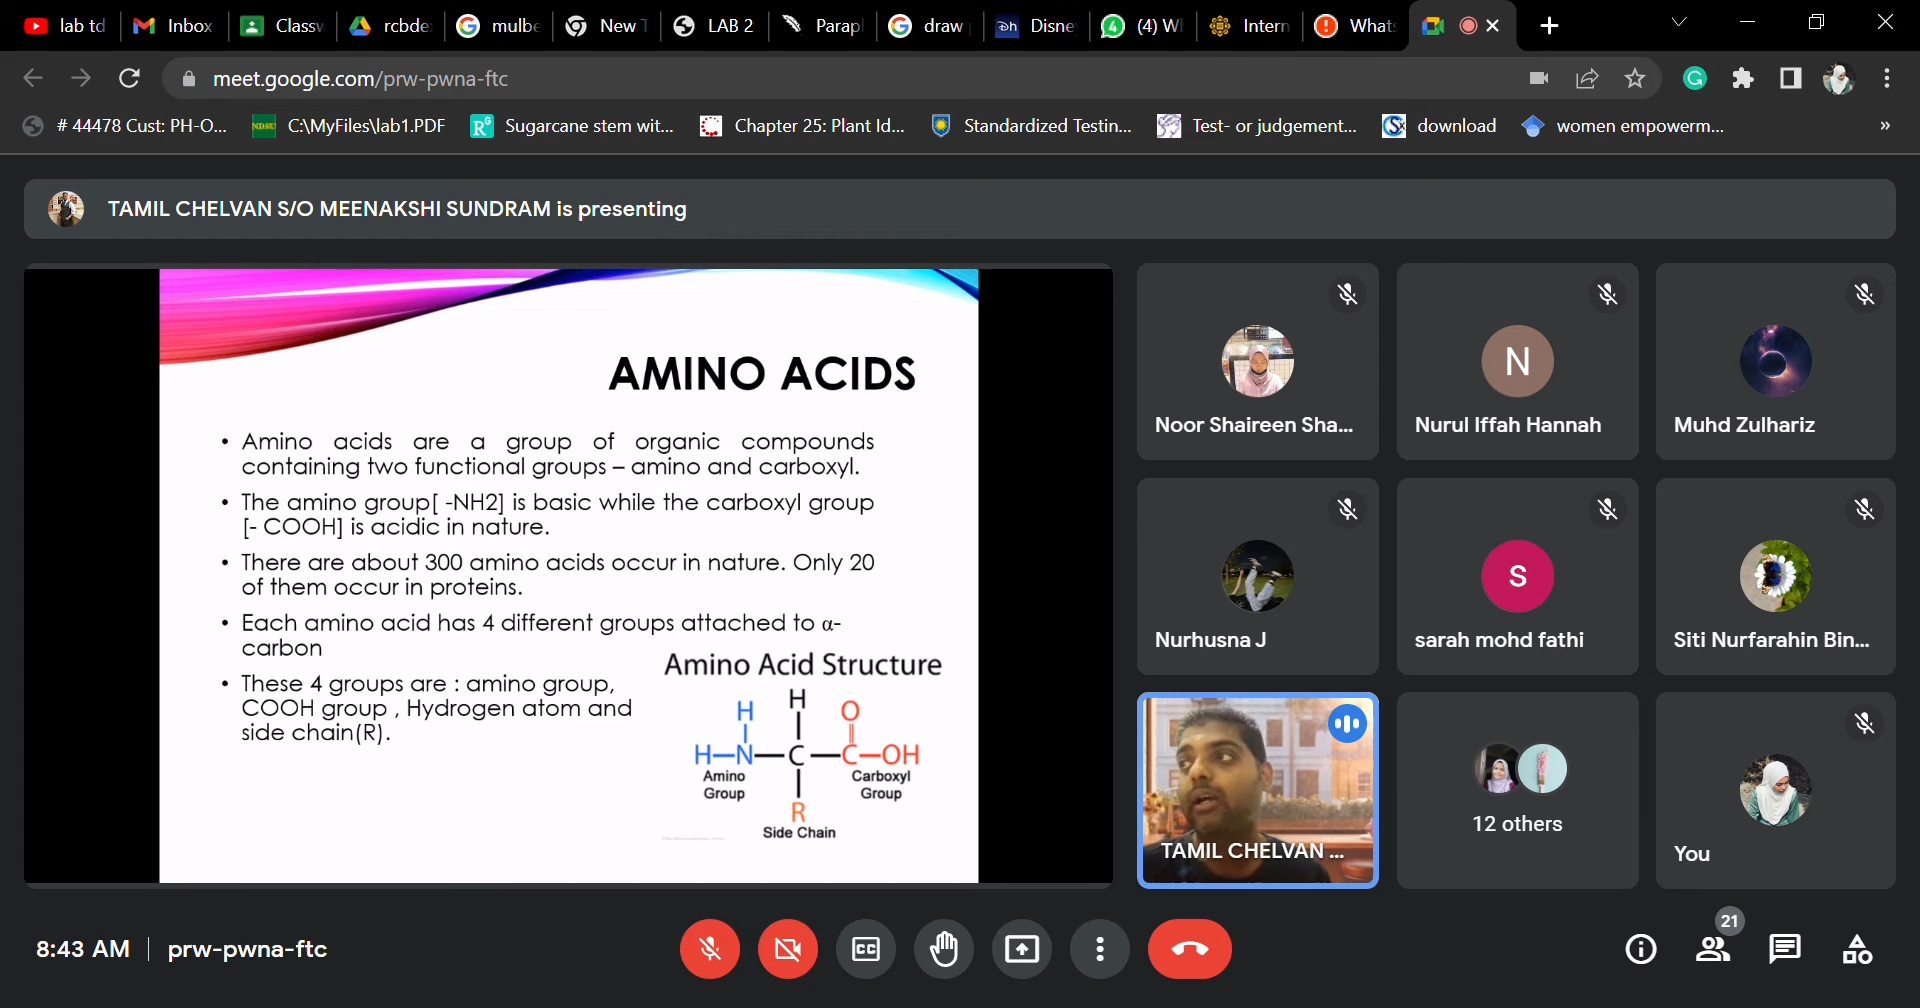 lab td
Inbox
Classw
rcbde
mulbe
New T
LAB 2
Parap
draw
Disne
(4) W
Intern
Whats
meet.google.com/prw-pwna-ftc
# 44478 Cust: PH-O...
NDSU
C:\MyFiles\lab1.PDF
Sugarcane stem wit...
Chapter 25: Plant Id...
Standardized Testin...
Test- or judgement...
download
women empowerm...
»
TAMIL CHELVAN S/O MEENAKSHI SUNDRAM is presenting
AMINO ACIDS
• Amino acids are a group of organic compounds
containing two functional groups – amino and carboxyl.
• The amino group[ -NH2] is basic while the carboxyl group
[- COOH] is acidic in nature.
• There are about 300 amino acids occur in nature. Only 20
of them occur in proteins.
• Each amino acid has 4 different groups attached to α-
carbon
• These 4 groups are : amino group,
COOH group , Hydrogen atom and
side chain(R).
Amino Acid Structure
H H O
H–N–C–C–OH
Amino
Group
Carboxyl
Group
R
Side Chain
Noor Shaireen Sha...
N
Nurul Iffah Hannah
Muhd Zulhariz
Nurhusna J
S
sarah mohd fathi
Siti Nurfarahin Bin...
TAMIL CHELVAN ...
12 others
You
8:43 AM | prw-pwna-ftc
CC
21